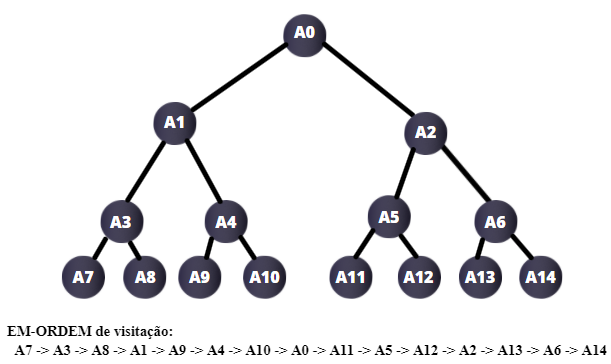 A0
A1
A2
A3
A4
A5
A6
A7
A8
A9
A10
A11
A12
A13
A14
EM-ORDEM de visitação:
A7 -> A3 -> A8 -> A1 -> A9 -> A4 -> A10 -> A0 -> A11 -> A5 -> A12 -> A2 -> A13 -> A6 -> A14